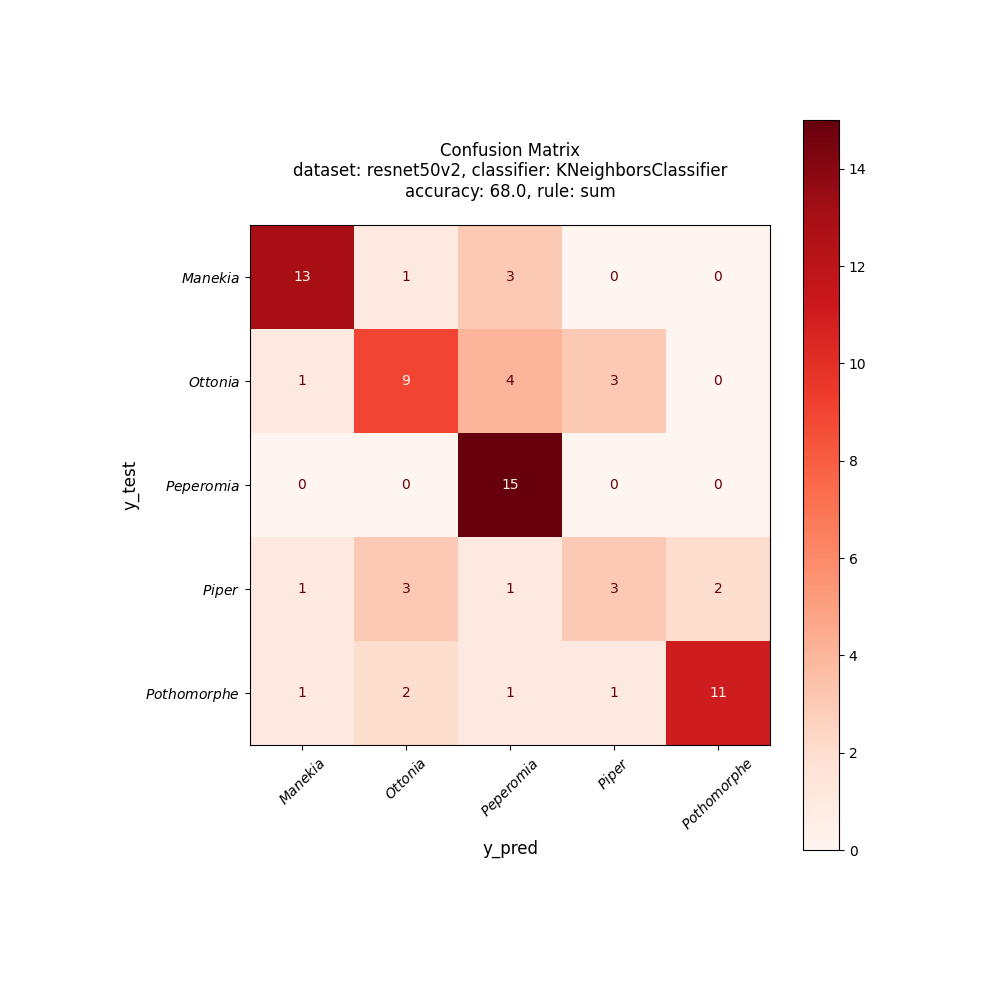 Confusion Matrix
dataset: resnet50v2, classifier: KNeighborsClassifier
accuracy: 68.0, rule: sum
Manekia 13 1 3 0 0
Ottonia 1 9 4 3 0
Peperomia 0 0 15 0 0
Piper 1 3 1 3 2
Pothomorphe 1 2 1 1 11
y_test
Manekia Ottonia Peperomia Piper Pothomorphe
y_pred
14
12
10
8
6
4
2
0